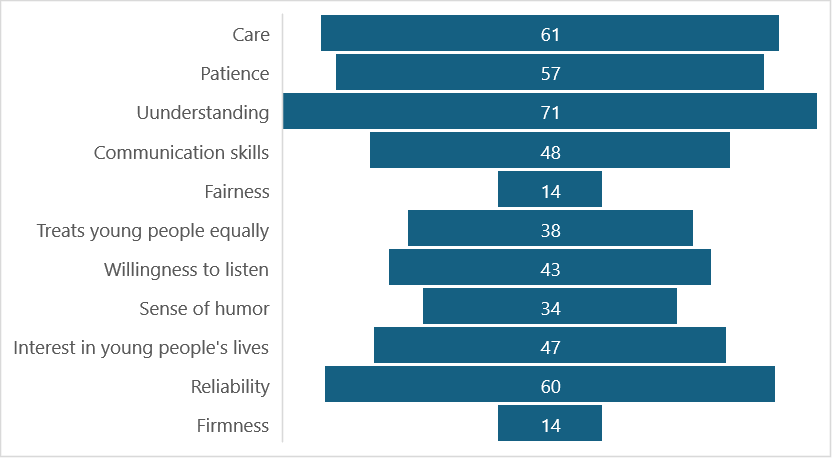 Care 61
Patience 57
Uunderstanding 71
Communication skills 48
Fairness 14
Treats young people equally 38
Willingness to listen 43
Sense of humor 34
Interest in young people's lives 47
Reliability 60
Firmness 14